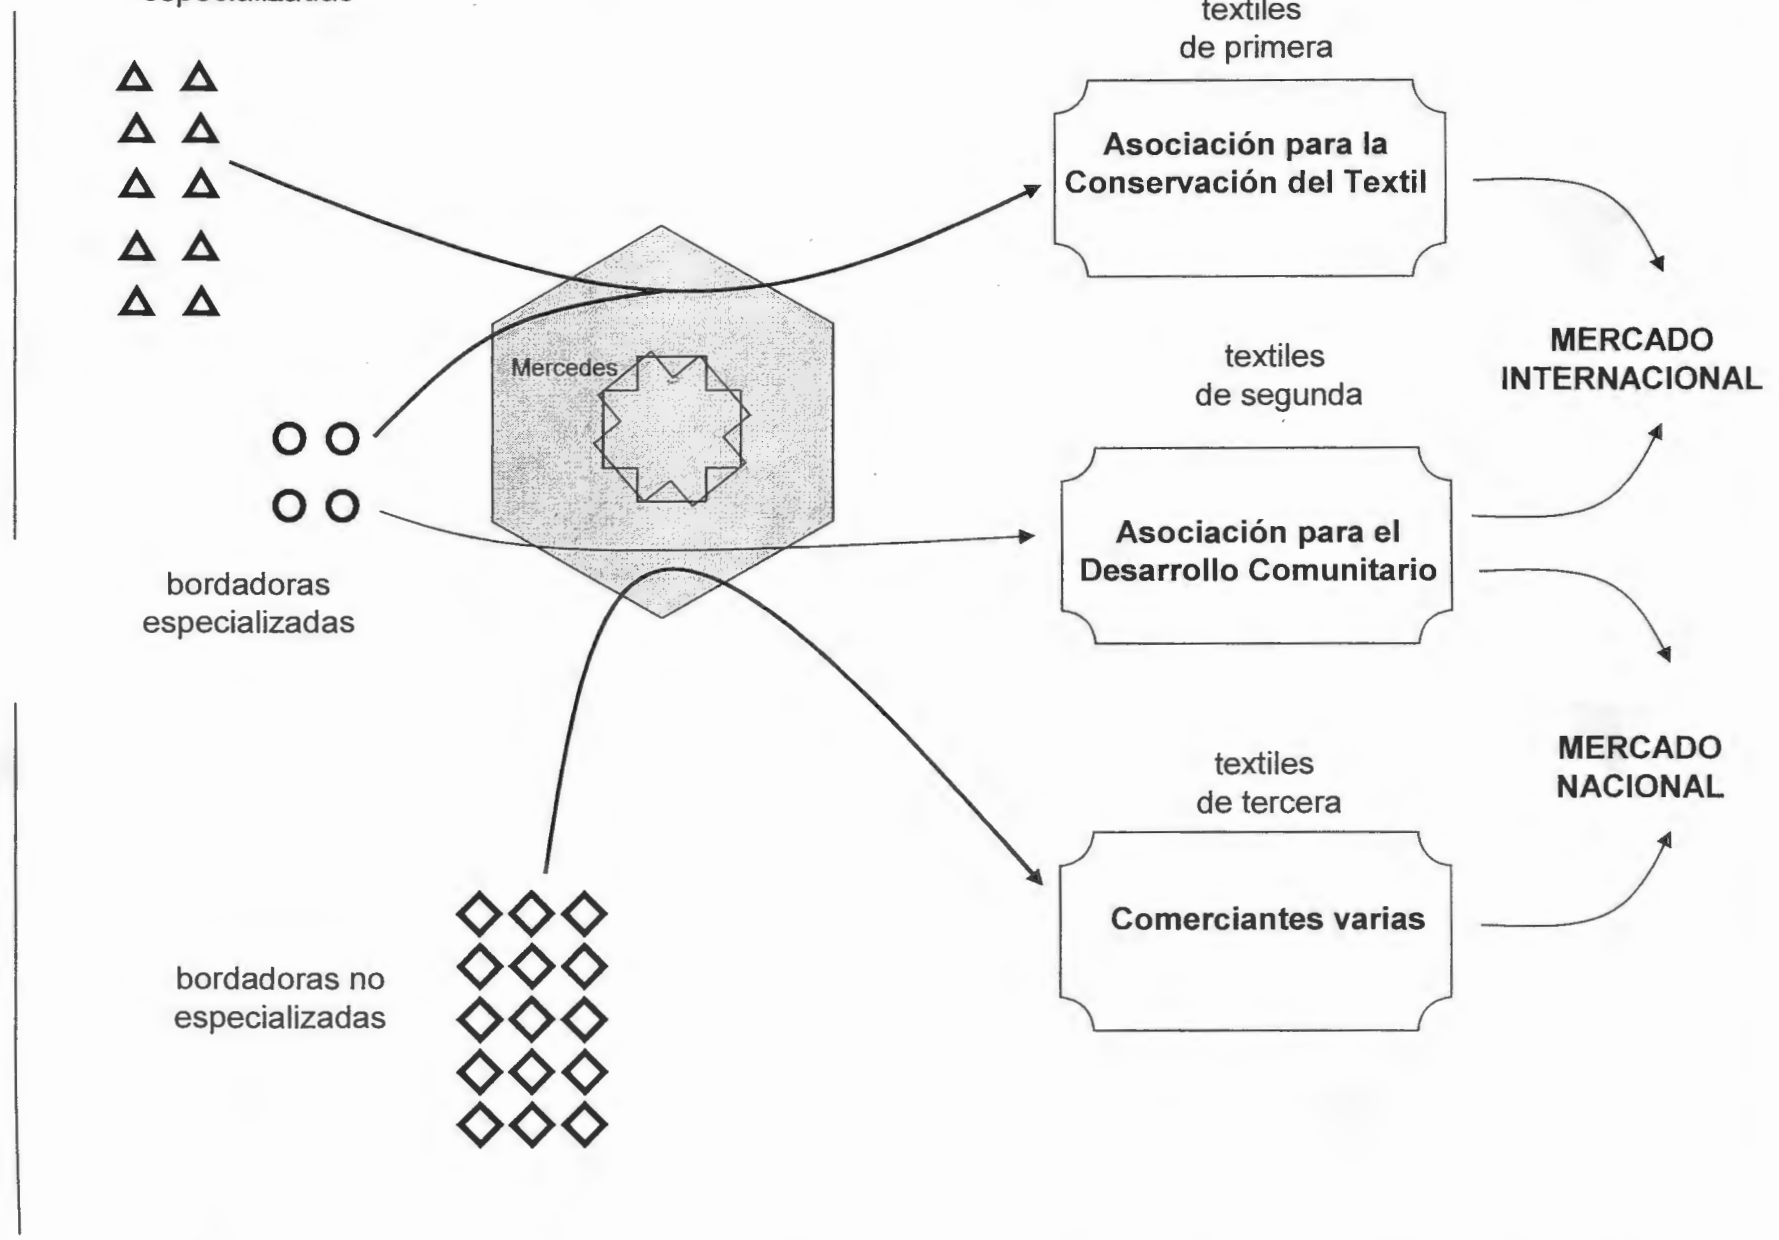 especializadas
textiles
de primera
Asociación para la
Conservación del Textil
MERCADO
INTERNACIONAL
textiles
de segunda
Mercedes
Asociación para el
Desarrollo Comunitario
bordadoras
especializadas
MERCADO
NACIONAL
textiles
de tercera
Comerciantes varias
bordadoras no
especializadas